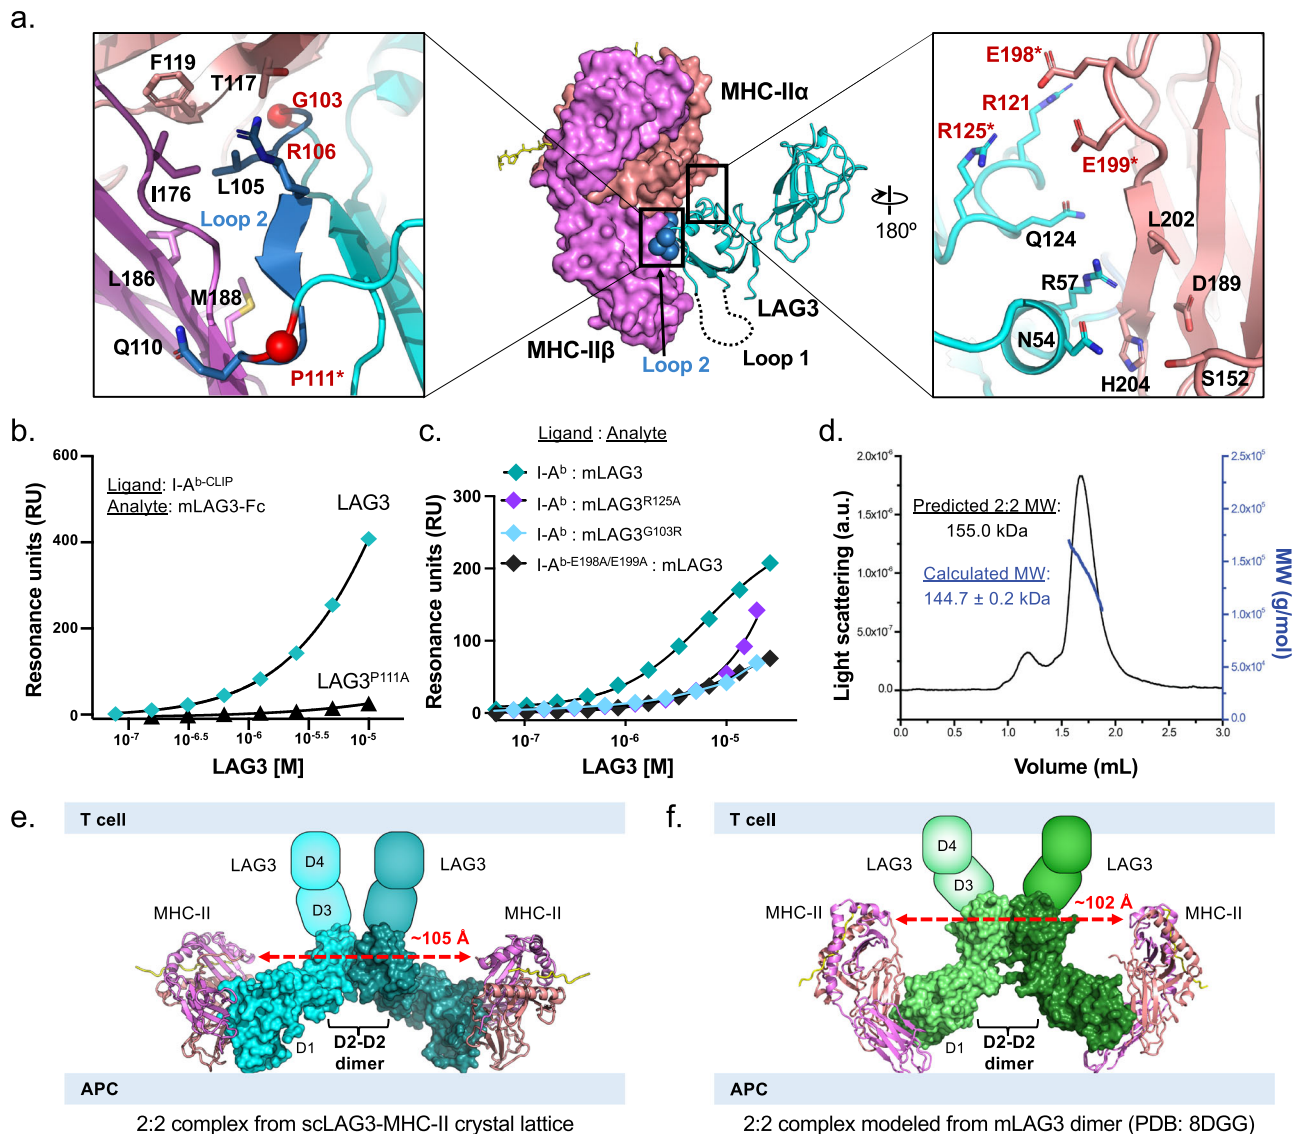 a.
F119
T117
G103
R106
I176
L105
Loop 2
L186
M188
Q110
P111*
MHC-IIα
MHC-IIβ
LAG3
Loop 1
Loop 2
180º
E198*
R121
R125*
E199*
Q124
L202
R57
D189
N54
H204
S152
b.
Resonance units (RU)
600
400
200
0
Ligand: I-Aᵇ⁻ᶜᴸᴵᴾ
Analyte: mLAG3-Fc
LAG3
LAG3ᴾ¹¹¹ᴬ
10⁻⁷
10⁻⁶·⁵
10⁻⁶
10⁻⁵·⁵
10⁻⁵
LAG3 [M]
c.
Ligand : Analyte
I-Aᵇ : mLAG3
I-Aᵇ : mLAG3ᴿ¹²⁵ᴬ
I-Aᵇ : mLAG3ᴳ¹⁰³ᴿ
I-Aᵇ⁻ᴱ¹⁹⁸ᴬ/ᴱ¹⁹⁹ᴬ : mLAG3
Resonance units (RU)
300
200
100
0
10⁻⁷
10⁻⁶
10⁻⁵
LAG3 [M]
d.
Light scattering (a.u.)
2.0x10⁻⁶
1.5x10⁻⁶
1.0x10⁻⁶
5.0x10⁻⁷
0.0
Predicted 2:2 MW:
155.0 kDa
Calculated MW:
144.7 ± 0.2 kDa
2.5x10⁵
2.0x10⁵
1.5x10⁵
1.0x10⁵
5.0x10⁴
0.0
MW (g/mol)
0.0
0.5
1.0
1.5
2.0
2.5
3.0
Volume (mL)
e.
T cell
LAG3
D4
D3
LAG3
MHC-II
MHC-II
~105 Å
D1
D2-D2
dimer
APC
2:2 complex from scLAG3-MHC-II crystal lattice
f.
T cell
LAG3
D4
D3
LAG3
MHC-II
MHC-II
~102 Å
D1
D2-D2
dimer
APC
2:2 complex modeled from mLAG3 dimer (PDB: 8DGG)